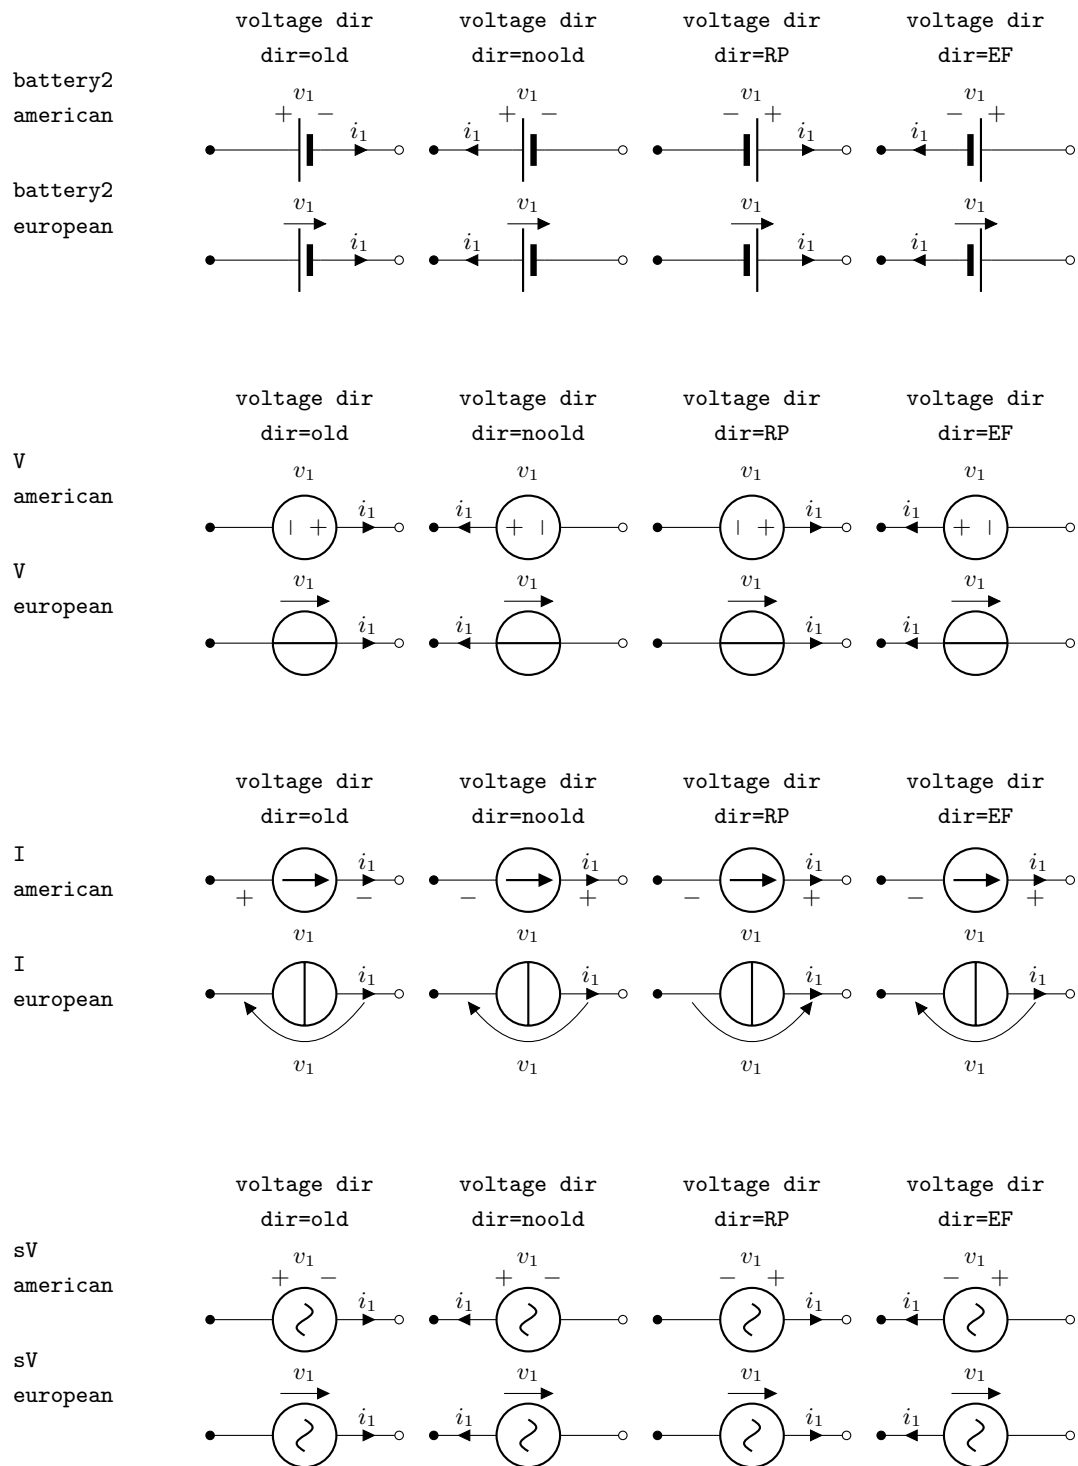 voltage dir voltage dir voltage dir voltage dir
dir=old dir=noold dir=RP dir=EF
battery2
american
+ v₁ − + v₁ − − v₁ + − v₁ +
i₁ i₁ i₁ i₁
battery2
european
v₁ v₁ v₁ v₁
i₁ i₁ i₁ i₁
voltage dir voltage dir voltage dir voltage dir
dir=old dir=noold dir=RP dir=EF
V
american
v₁ v₁ v₁ v₁
− + i₁ i₁ + − − + i₁ i₁ + −
V
european
v₁ v₁ v₁ v₁
i₁ i₁ i₁ i₁
voltage dir voltage dir voltage dir voltage dir
dir=old dir=noold dir=RP dir=EF
I
american
i₁ i₁ i₁ i₁
+ − − + − + − +
v₁ v₁ v₁ v₁
I
european
i₁ i₁ i₁ i₁
v₁ v₁ v₁ v₁
voltage dir voltage dir voltage dir voltage dir
dir=old dir=noold dir=RP dir=EF
sV
american
+ v₁ − + v₁ − − v₁ + − v₁ +
i₁ i₁ i₁ i₁
sV
european
v₁ v₁ v₁ v₁
i₁ i₁ i₁ i₁